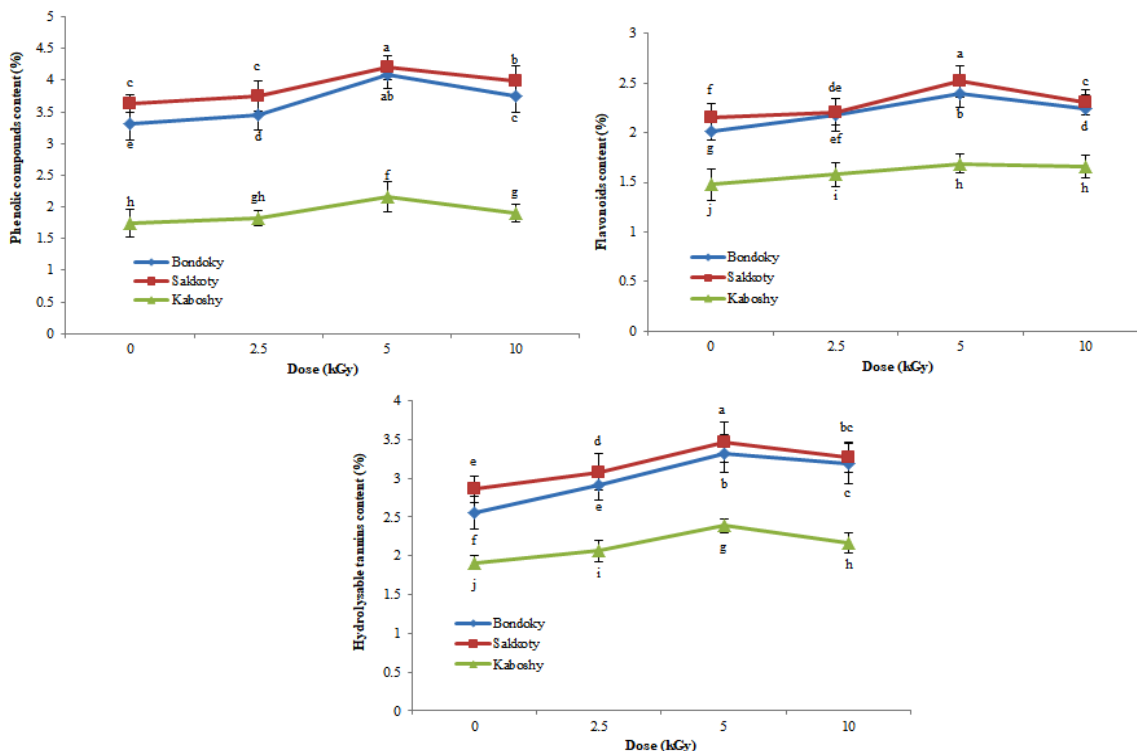 Phenolic compounds content (%)
5
4.5
4
3.5
3
2.5
2
1.5
1
0.5
0
c
c
a
b
e
d
ab
c
h
gh
f
g
Bondoky
Sakkoty
Kaboshy
0 2.5 5 10
Dose (kGy)
Flavonoids content (%)
3
2.5
2
1.5
1
0.5
0
f
de
a
c
g
ef
b
d
j
i
h
h
Bondoky
Sakkoty
Kaboshy
0 2.5 5 10
Dose (kGy)
Hydrolysable tannins content (%)
4
3.5
3
2.5
2
1.5
1
0.5
0
e
d
a
bc
f
e
b
c
j
i
g
h
Bondoky
Sakkoty
Kaboshy
0 2.5 5 10
Dose (kGy)